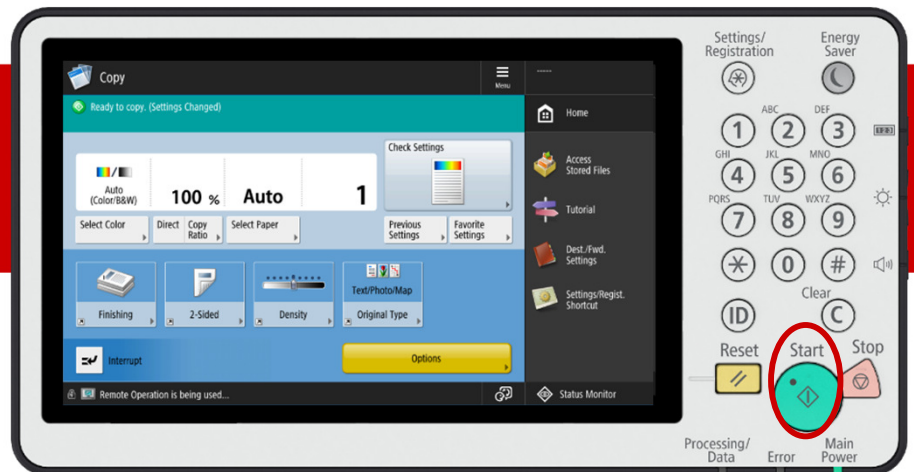 Copy
Menu
-----
Ready to copy. (Settings Changed)
Home
Check Settings
Auto
(Color/B&W)
100 %
Auto
1
Select Color
Direct
Copy
Ratio
Select Paper
Previous
Settings
Favorite
Settings
Access
Stored Files
Tutorial
Dest./Fwd.
Settings
Settings/Regist.
Shortcut
Finishing
2-Sided
Density
Text/Photo/Map
Original Type
Interrupt
Options
Remote Operation is being used...
Status Monitor
Settings/
Registration
Energy
Saver
ABC DEF
1 2 3
GHI JKL MNO
4 5 6
PQRS TUV WXYZ
7 8 9
0 #
Clear
ID C
Reset Start Stop
Processing/
Data
Error
Main
Power